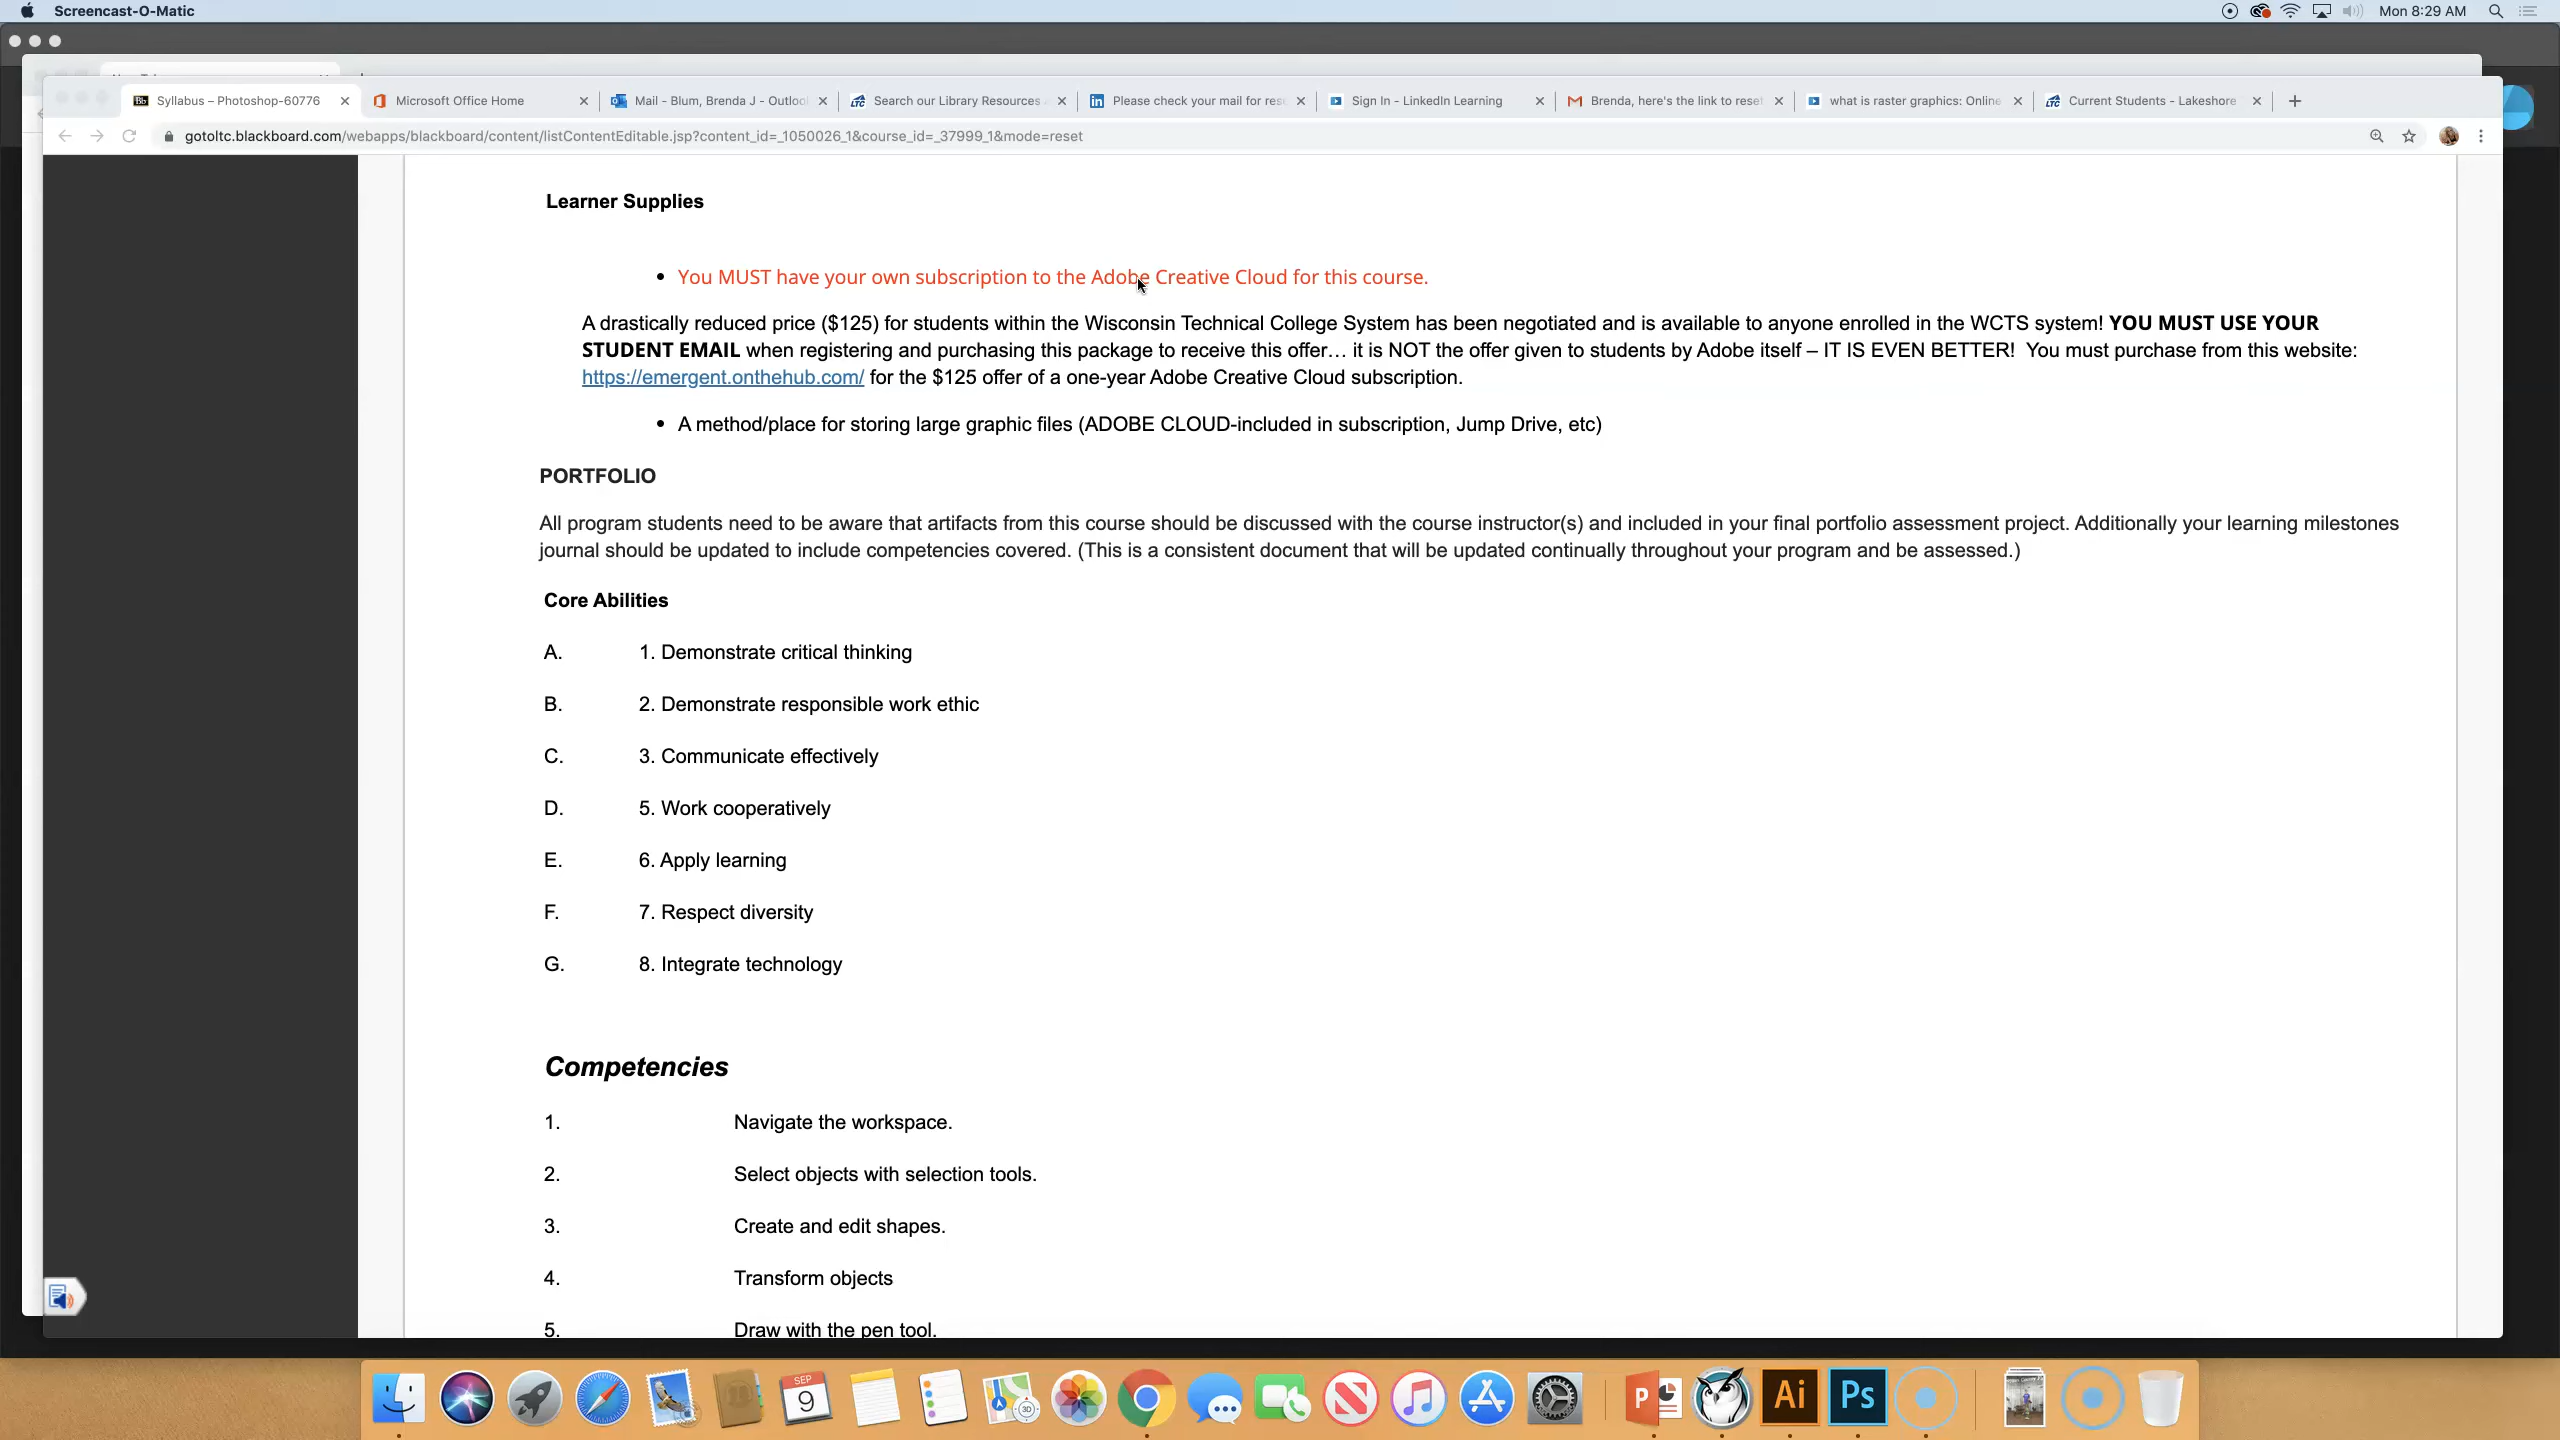 Screencast-O-Matic
Mon 8:29 AM
Syllabus – Photoshop-60776
Microsoft Office Home
Mail - Blum, Brenda J - Outloo
Search our Library Resources
Please check your mail for res
Sign In - LinkedIn Learning
Brenda, here's the link to reset
what is raster graphics: Online
Current Students - Lakeshore
gotoltc.blackboard.com/webapps/blackboard/content/listContentEditable.jsp?content_id=_1050026_1&course_id=_37999_1&mode=reset
Learner Supplies
• You MUST have your own subscription to the Adobe Creative Cloud for this course.
A drastically reduced price ($125) for students within the Wisconsin Technical College System has been negotiated and is available to anyone enrolled in the WCTS system! YOU MUST USE YOUR
STUDENT EMAIL when registering and purchasing this package to receive this offer… it is NOT the offer given to students by Adobe itself – IT IS EVEN BETTER! You must purchase from this website:
https://emergent.onthehub.com/ for the $125 offer of a one-year Adobe Creative Cloud subscription.
• A method/place for storing large graphic files (ADOBE CLOUD-included in subscription, Jump Drive, etc)
PORTFOLIO
All program students need to be aware that artifacts from this course should be discussed with the course instructor(s) and included in your final portfolio assessment project. Additionally your learning milestones
journal should be updated to include competencies covered. (This is a consistent document that will be updated continually throughout your program and be assessed.)
Core Abilities
A. 1. Demonstrate critical thinking
B. 2. Demonstrate responsible work ethic
C. 3. Communicate effectively
D. 5. Work cooperatively
E. 6. Apply learning
F. 7. Respect diversity
G. 8. Integrate technology
Competencies
1. Navigate the workspace.
2. Select objects with selection tools.
3. Create and edit shapes.
4. Transform objects
5. Draw with the pen tool.
SEP
9
3D
P
Ai
Ps